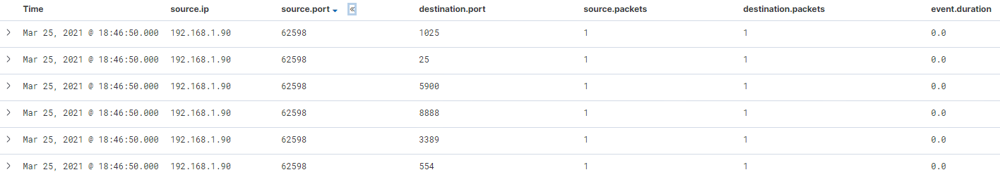 Time source.ip source.port « destination.port source.packets destination.packets event.duration
> Mar 25, 2021 @ 18:46:50.000 192.168.1.90 62598 1025 1 1 0.0
> Mar 25, 2021 @ 18:46:50.000 192.168.1.90 62598 25 1 1 0.0
> Mar 25, 2021 @ 18:46:50.000 192.168.1.90 62598 5900 1 1 0.0
> Mar 25, 2021 @ 18:46:50.000 192.168.1.90 62598 8888 1 1 0.0
> Mar 25, 2021 @ 18:46:50.000 192.168.1.90 62598 3389 1 1 0.0
> Mar 25, 2021 @ 18:46:50.000 192.168.1.90 62598 554 1 1 0.0